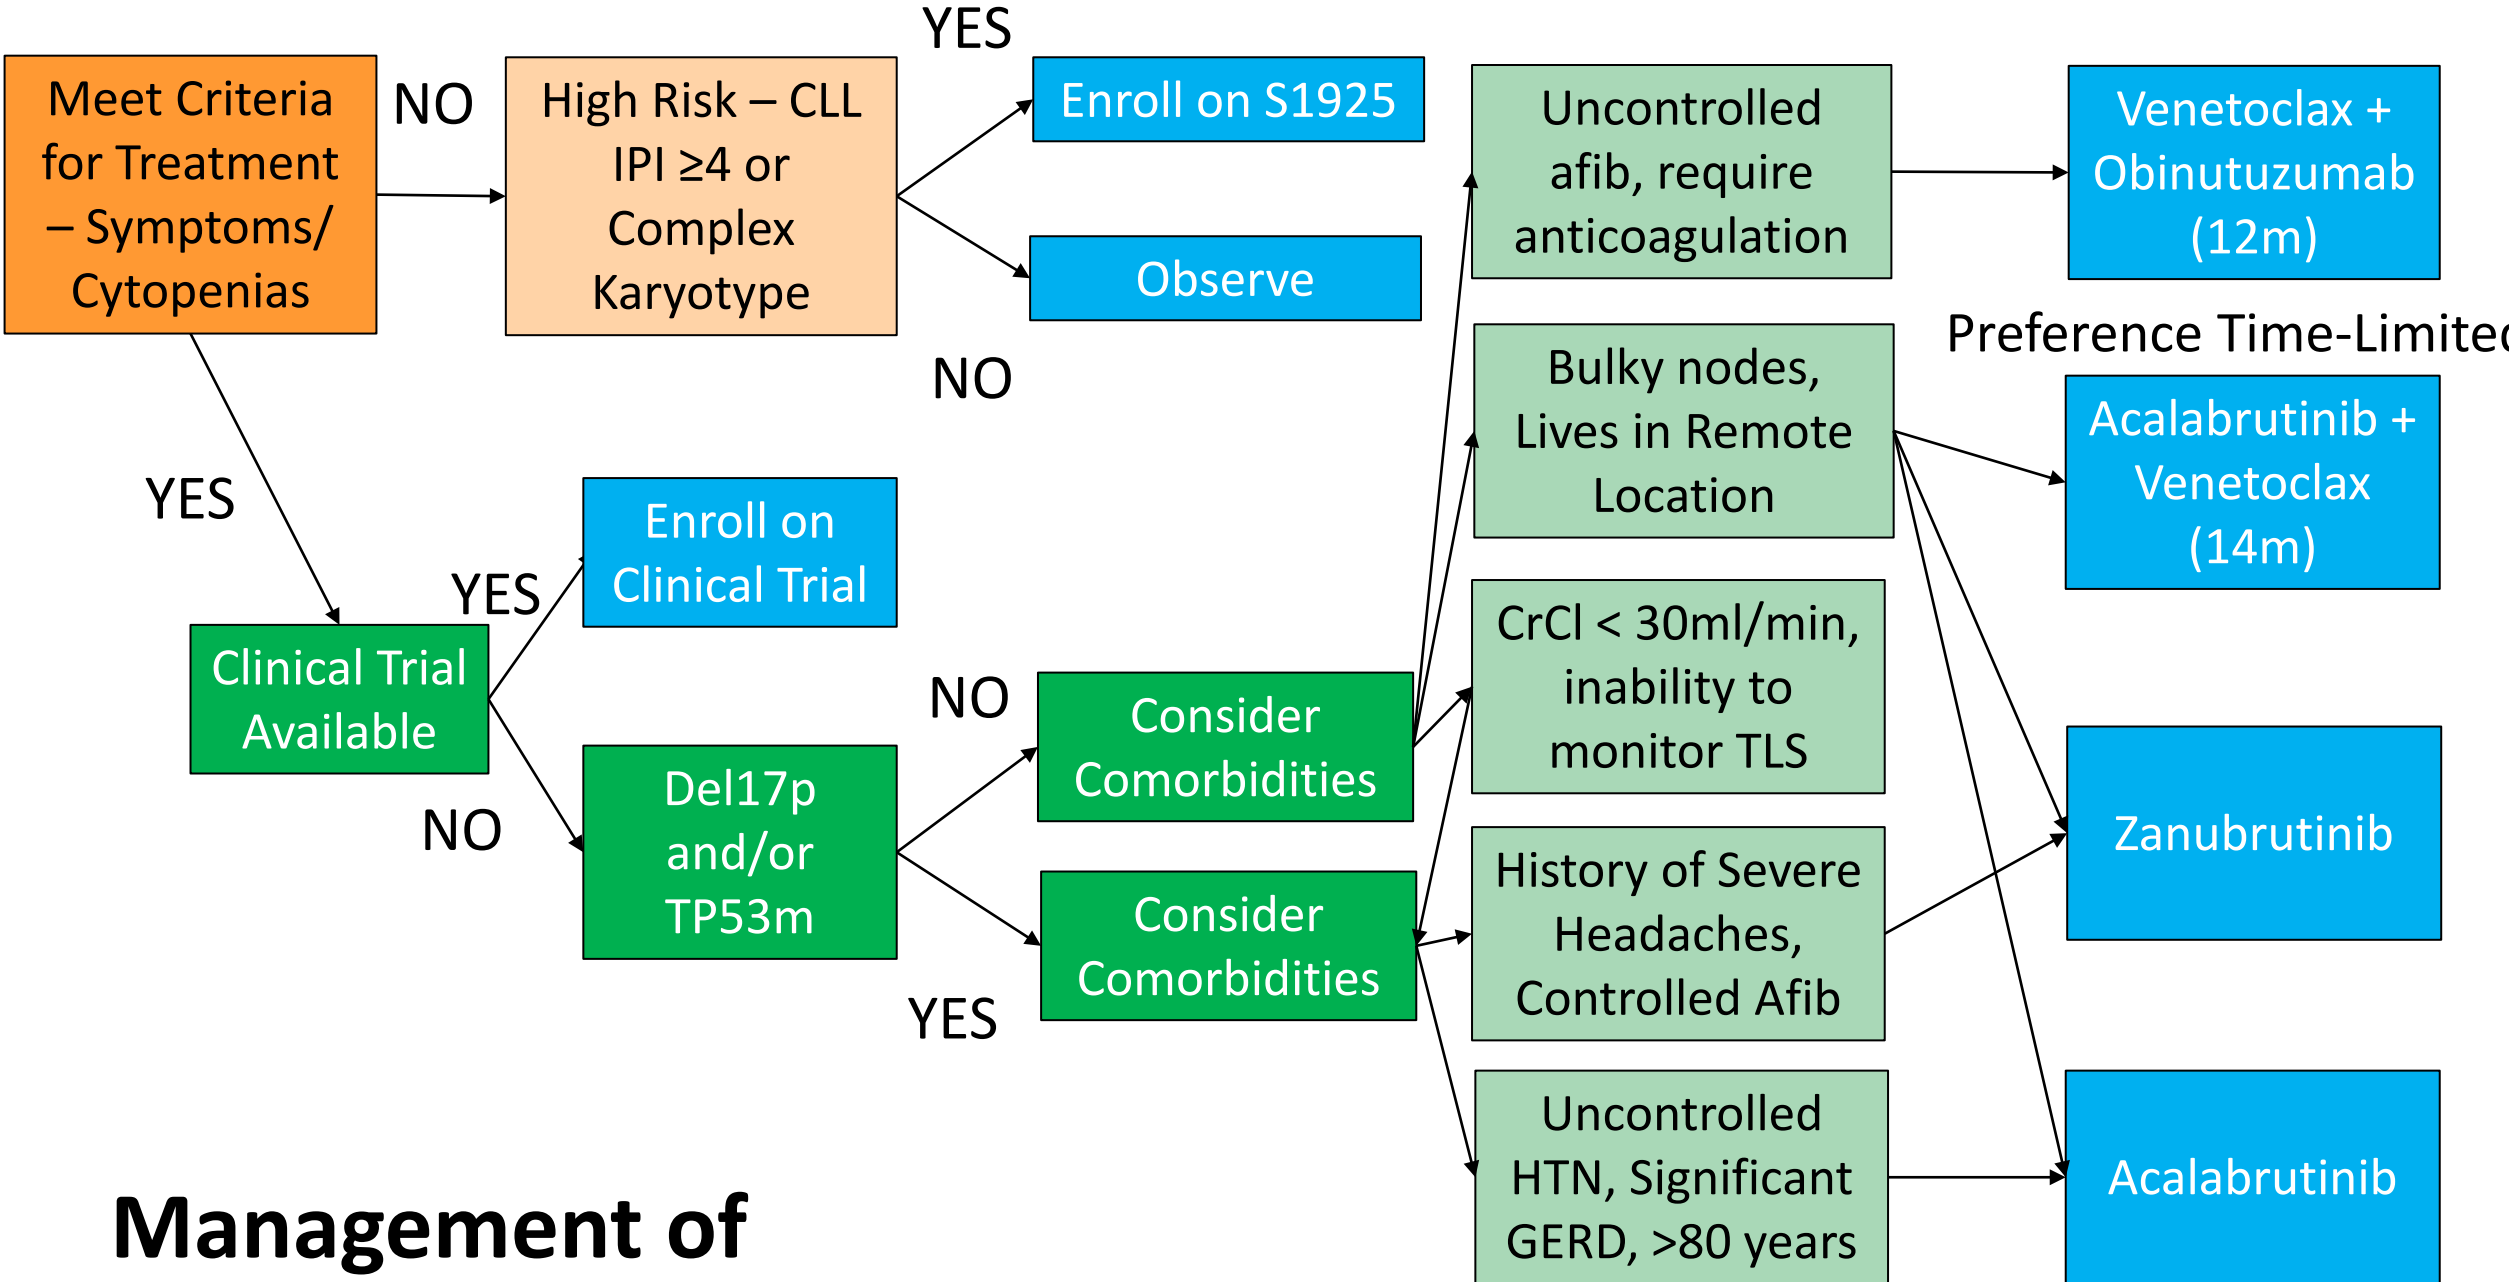 Meet Criteria
for Treatment
– Symptoms/
Cytopenias
NO
High Risk – CLL
IPI ≥4 or
Complex
Karyotype
YES
Enroll on S1925
Observe
NO
YES
Clinical Trial
Available
YES
Enroll on
Clinical Trial
NO
Del17p
and/or
TP53m
NO
Consider
Comorbidities
Consider
Comorbidities
YES
Uncontrolled
afib, require
anticoagulation
Bulky nodes,
Lives in Remote
Location
CrCl < 30ml/min,
inability to
monitor TLS
History of Severe
Headaches,
Controlled Afib
Uncontrolled
HTN, Significant
GERD, >80 years
Venetoclax +
Obinutuzumab
(12m)
Preference Time-Limited
Acalabrutinib +
Venetoclax
(14m)
Zanubrutinib
Acalabrutinib
Management of